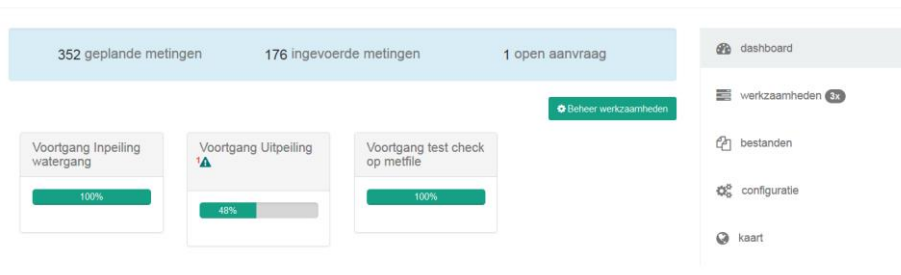 352 geplande metingen
176 ingevoerde metingen
1 open aanvraag
Beheer werkzaamheden
Voortgang Inpeiling
watergang
100%
Voortgang Uitpeiling
1
48%
Voortgang test check
op metfile
100%
dashboard
werkzaamheden 3x
bestanden
configuratie
kaart